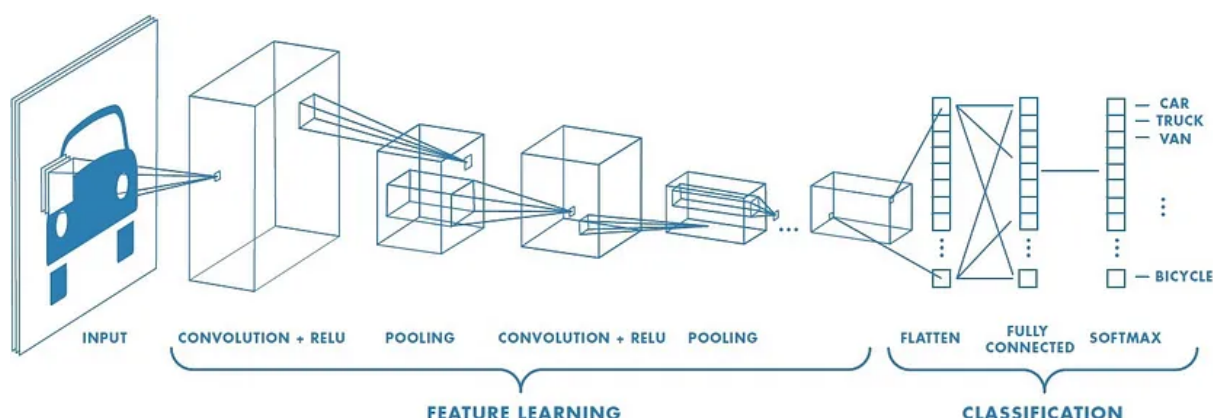 CAR
TRUCK
VAN
BICYCLE
INPUT
CONVOLUTION + RELU
POOLING
CONVOLUTION + RELU
POOLING
FLATTEN
FULLY
CONNECTED
SOFTMAX
FEATURE LEARNING
CLASSIFICATION